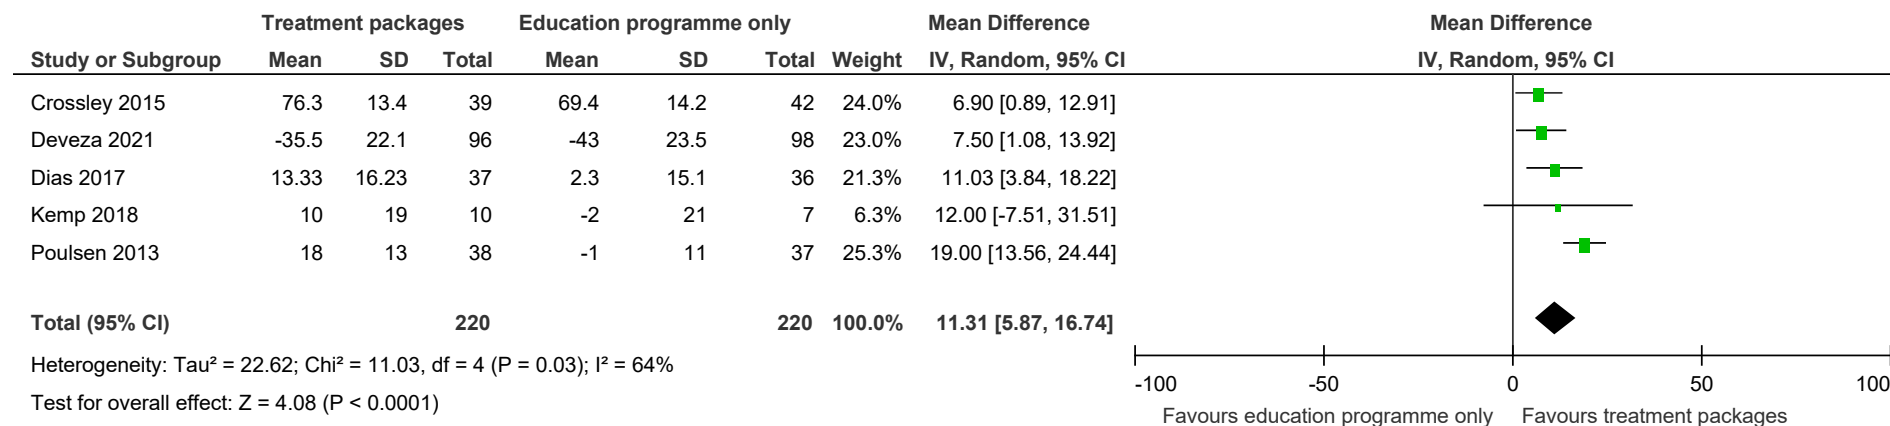 Treatment packages Education programme only Mean Difference Mean Difference
Study or Subgroup Mean SD Total Mean SD Total Weight IV, Random, 95% CI IV, Random, 95% CI
Crossley 2015 76.3 13.4 39 69.4 14.2 42 24.0% 6.90 [0.89, 12.91]
Deveza 2021 -35.5 22.1 96 -43 23.5 98 23.0% 7.50 [1.08, 13.92]
Dias 2017 13.33 16.23 37 2.3 15.1 36 21.3% 11.03 [3.84, 18.22]
Kemp 2018 10 19 10 -2 21 7 6.3% 12.00 [-7.51, 31.51]
Poulsen 2013 18 13 38 -1 11 37 25.3% 19.00 [13.56, 24.44]
Total (95% CI) 220 220 100.0% 11.31 [5.87, 16.74]
Heterogeneity: Tau² = 22.62; Chi² = 11.03, df = 4 (P = 0.03); I² = 64%
-100 -50 0 50 100
Test for overall effect: Z = 4.08 (P < 0.0001)
Favours education programme only Favours treatment packages